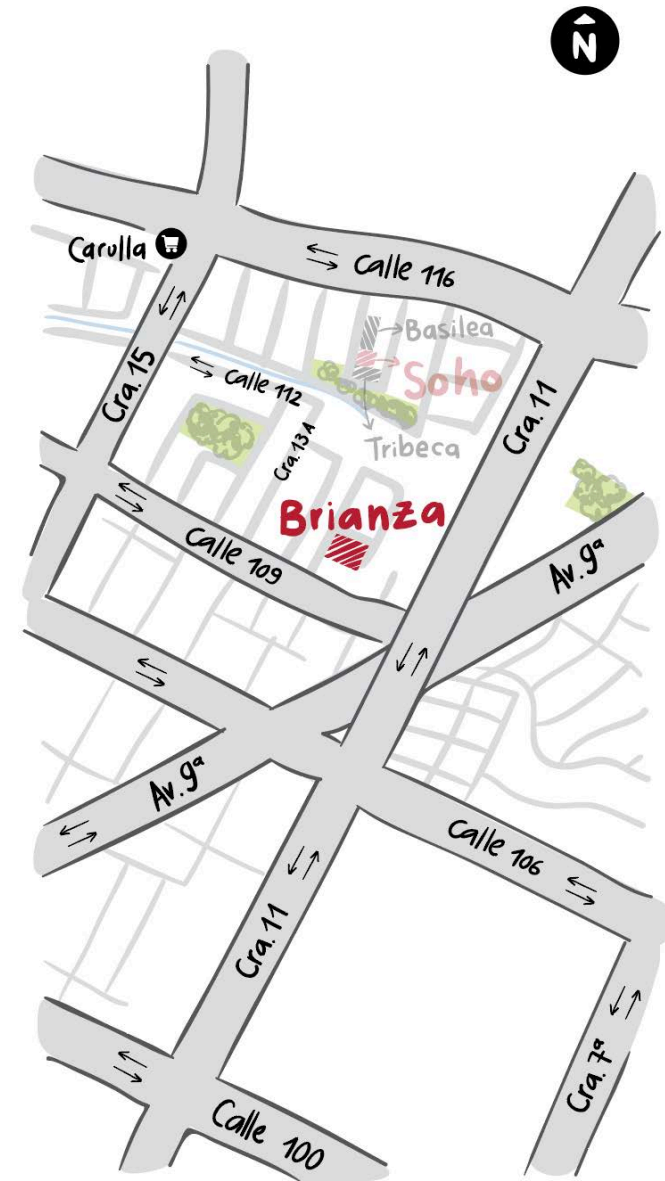 N
Carulla
Calle 116
Basilea
Soho
Cra. 15
Calle 112
Cra. 11
Tribeca
Cra. 13A
Brianza
Calle 109
Av. 9ª
Av. 9ª
Calle 106
Cra. 11
Cra. 7ª
Calle 100